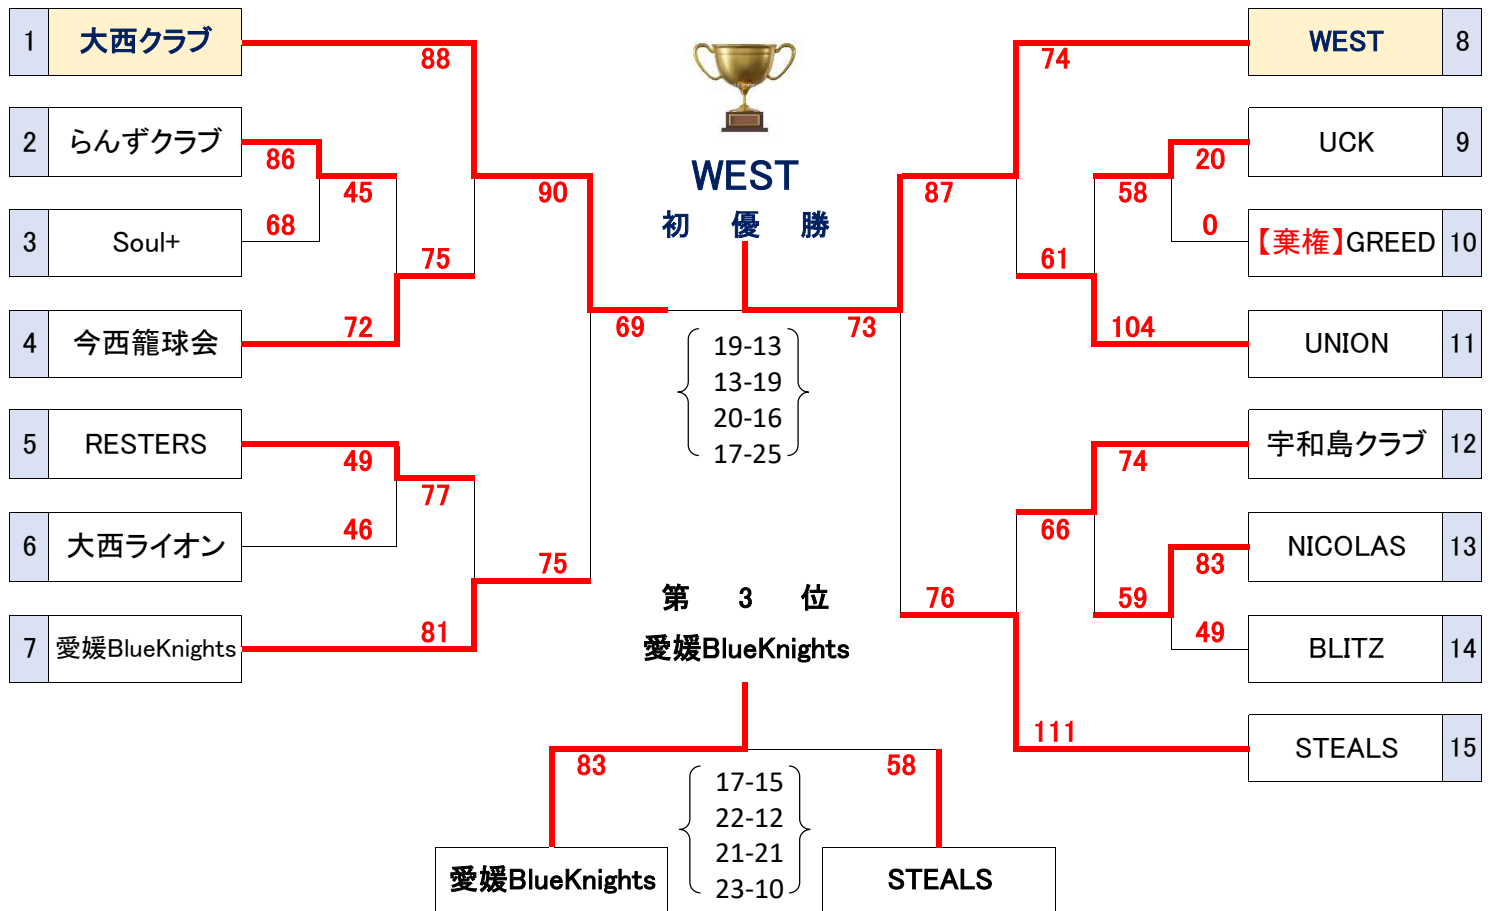 1 大西クラブ
88
2 らんずクラブ
86
45
3 Soul+
68
75
4 今西籠球会
72
90
5 RESTERS
49
77
6 大西ライオン
46
75
7 愛媛BlueKnights
81
69
WEST
初 優 勝
73
19-13
13-19
20-16
17-25
WEST 8
74
87
UCK 9
20
58
【棄権】GREED 10
0
61
UNION 11
104
宇和島クラブ 12
74
66
NICOLAS 13
83
59
BLITZ 14
49
76
STEALS 15
111
第 3 位
愛媛BlueKnights
83
58
17-15
22-12
21-21
23-10
愛媛BlueKnights
STEALS